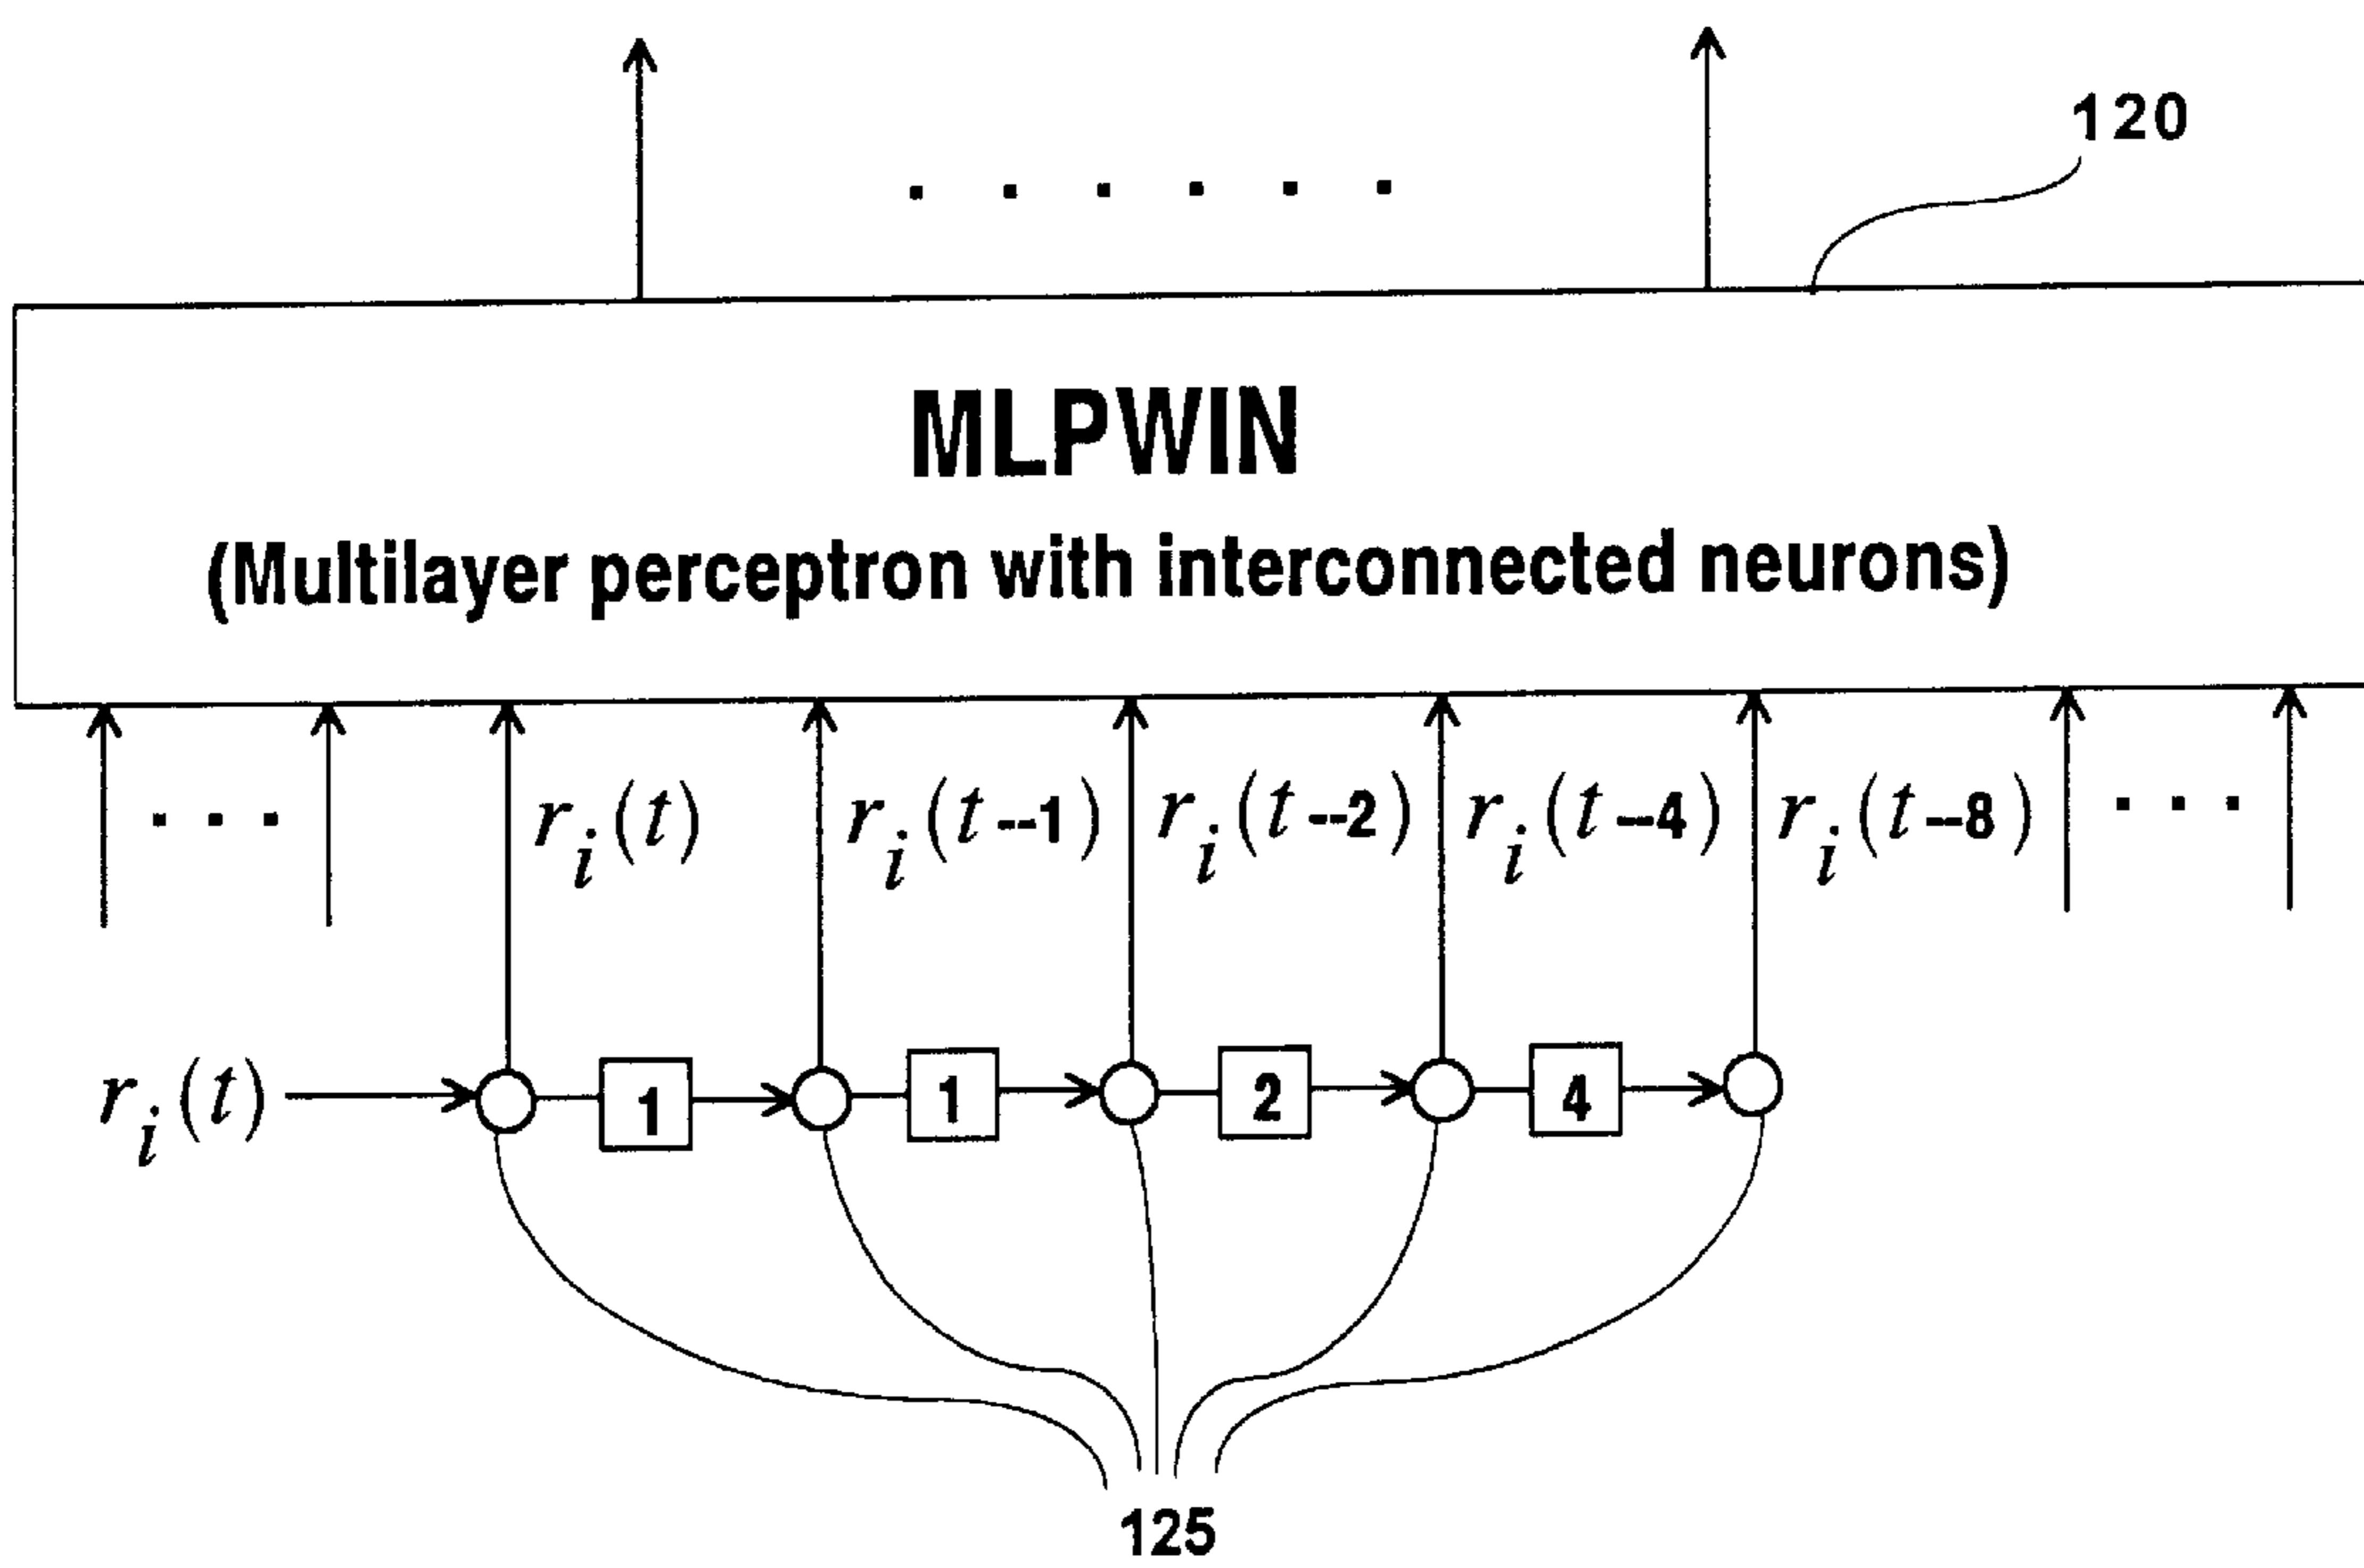 120
MLPWIN
(Multilayer perceptron with interconnected neurons)
r_i(t) r_i(t--1) r_i(t--2) r_i(t--4) r_i(t--8)
r_i(t) 1 1 2 4
125